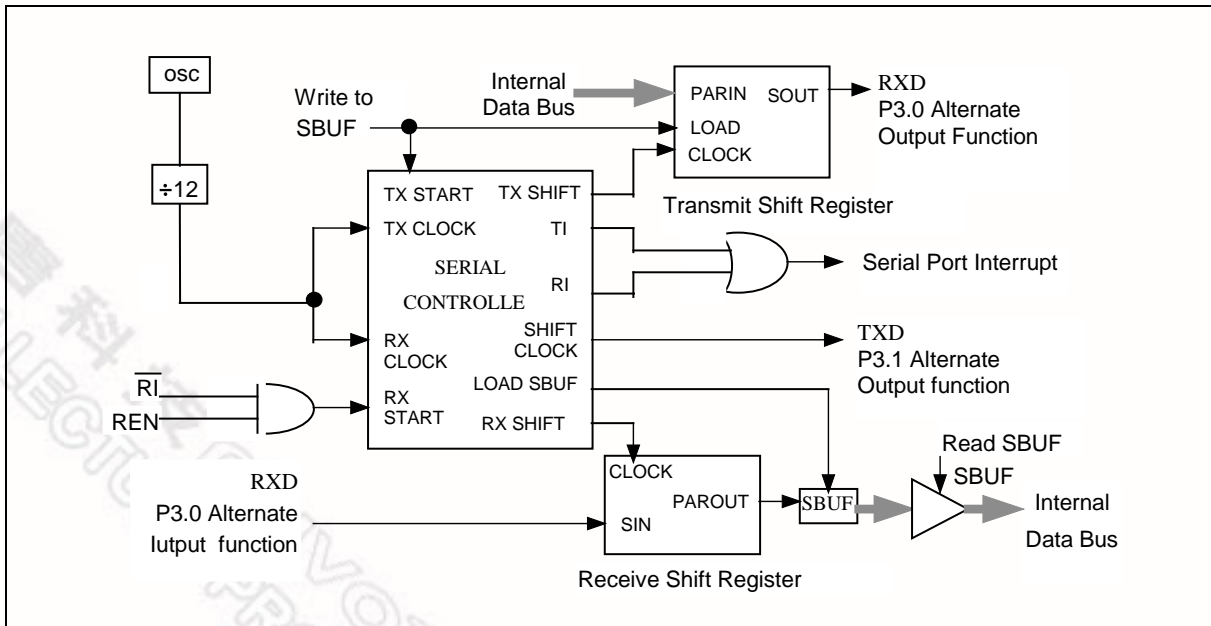 osc
÷12
Write to
SBUF
Internal
Data Bus
PARIN
SOUT
LOAD
CLOCK
RXD
P3.0 Alternate
Output Function
Transmit Shift Register
TX START
TX SHIFT
TX CLOCK
TI
SERIAL
CONTROLLE
RI
Serial Port Interrupt
RX
CLOCK
SHIFT
CLOCK
TXD
P3.1 Alternate
Output function
LOAD SBUF
RX
START
RX SHIFT
RI
REN
RXD
P3.0 Alternate
Iutput function
CLOCK
PAROUT
SIN
Receive Shift Register
SBUF
Read SBUF
SBUF
Internal
Data Bus